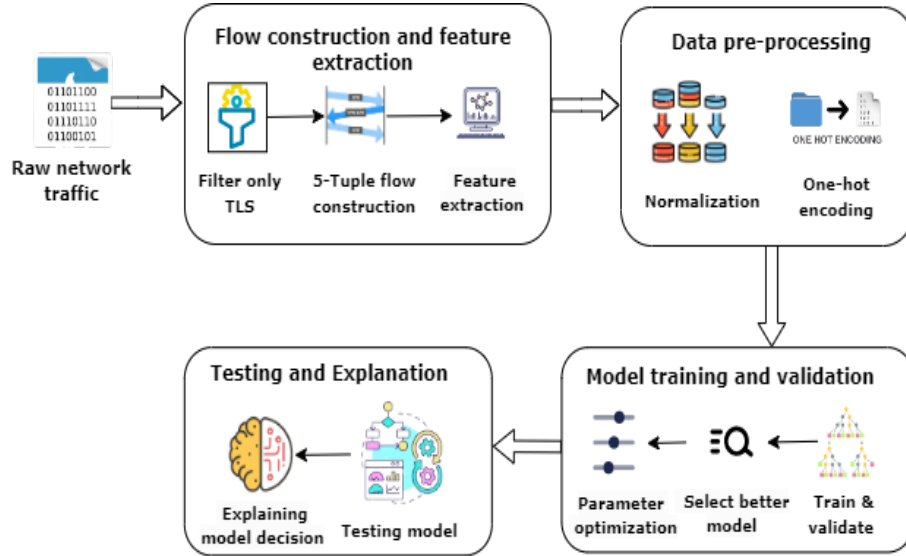 01101100
01101111
01110110
01100101
Raw network
traffic
Flow construction and feature
extraction
Filter only
TLS
5-Tuple flow
construction
Feature
extraction
Data pre-processing
ONE HOT ENCODING
Normalization
One-hot
encoding
Testing and Explanation
Explaining
model decision
Testing model
Model training and validation
Parameter
optimization
Select better
model
Train &
validate